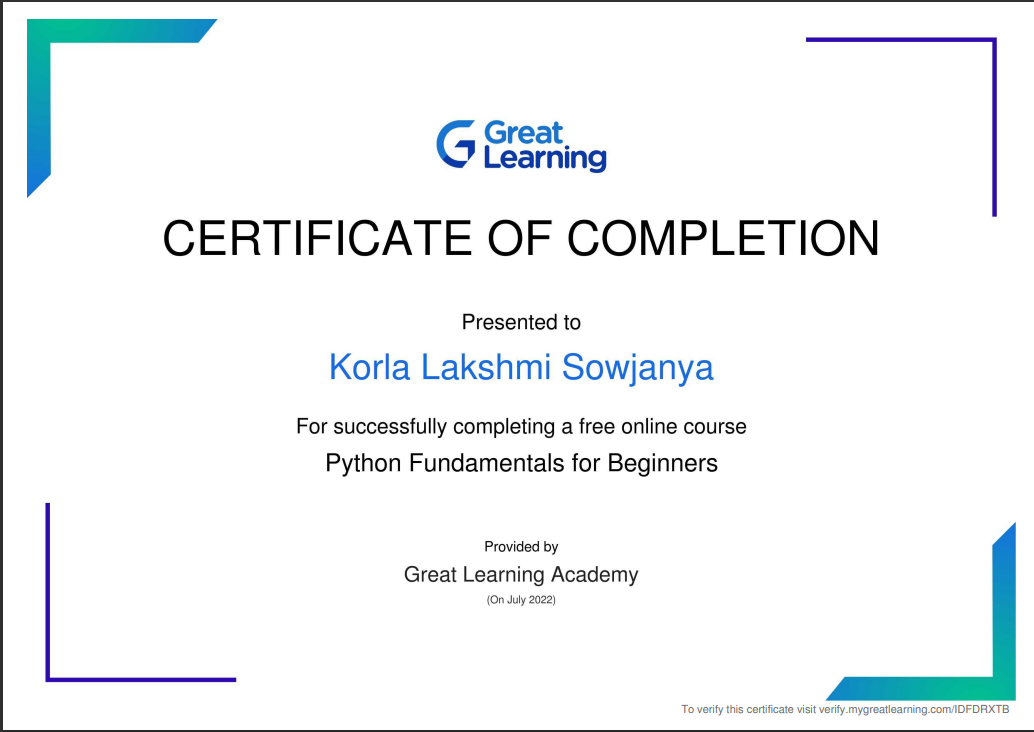 Great
Learning
CERTIFICATE OF COMPLETION
Presented to
Korla Lakshmi Sowjanya
For successfully completing a free online course
Python Fundamentals for Beginners
Provided by
Great Learning Academy
(On July 2022)
To verify this certificate visit verify.mygreatlearning.com/IDFDRXTB